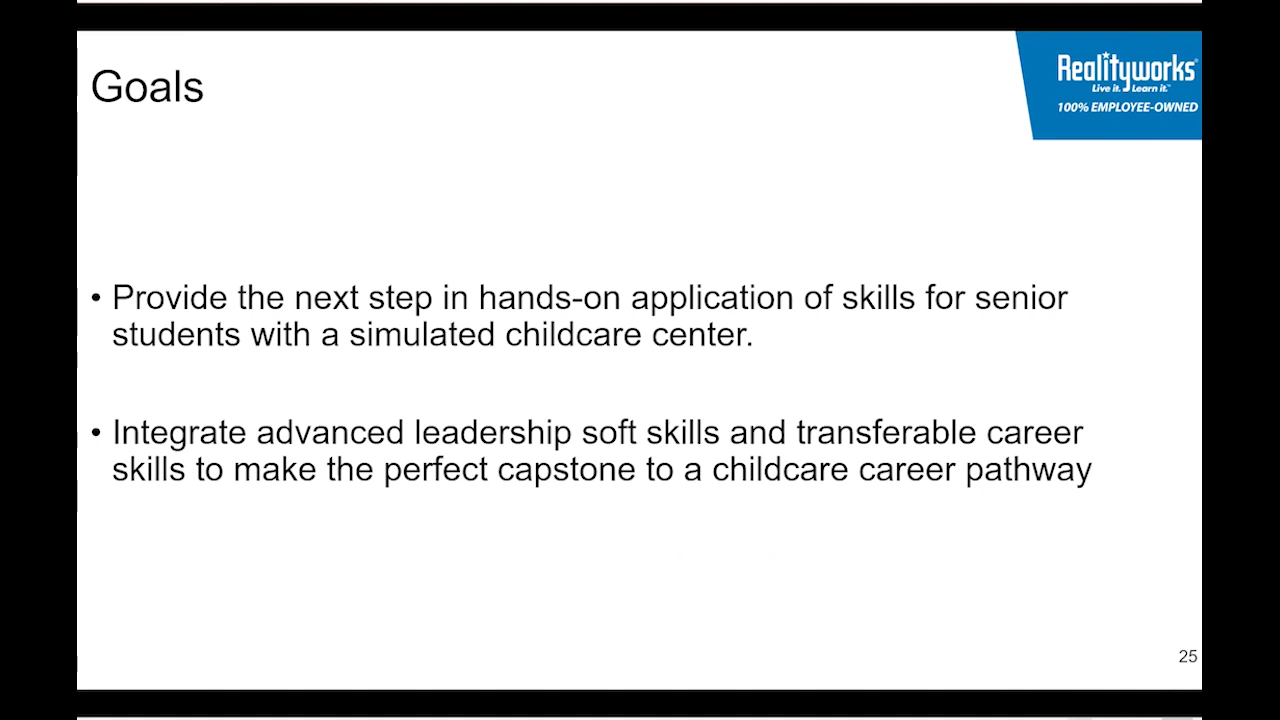 Goals
Realityworks®
Live it. Learn it.™
100% EMPLOYEE-OWNED
• Provide the next step in hands-on application of skills for senior
students with a simulated childcare center.
• Integrate advanced leadership soft skills and transferable career
skills to make the perfect capstone to a childcare career pathway
25